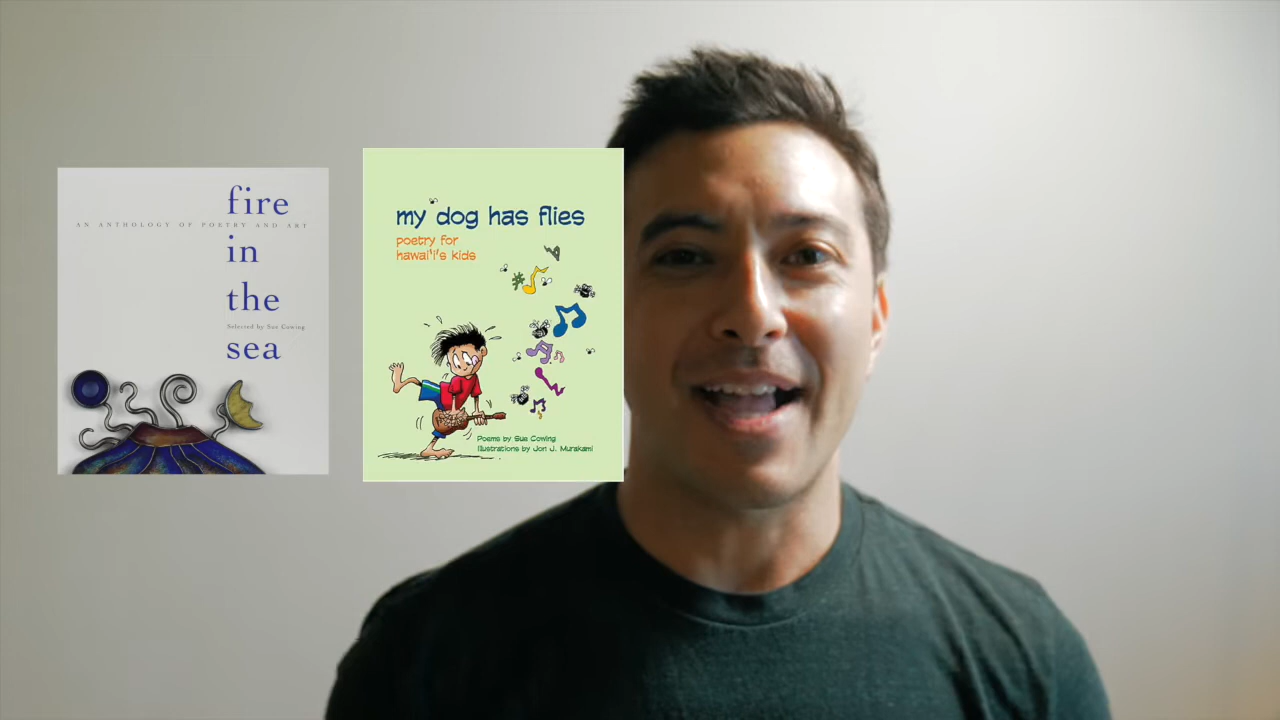 fire
AN ANTHOLOGY OF POETRY AND ART
in
the
Selected by Sue Cowing
sea
my dog has flies
poetry for
hawai'i's kids
Poems by Sue Cowing
Illustrations by Jon J. Murakami